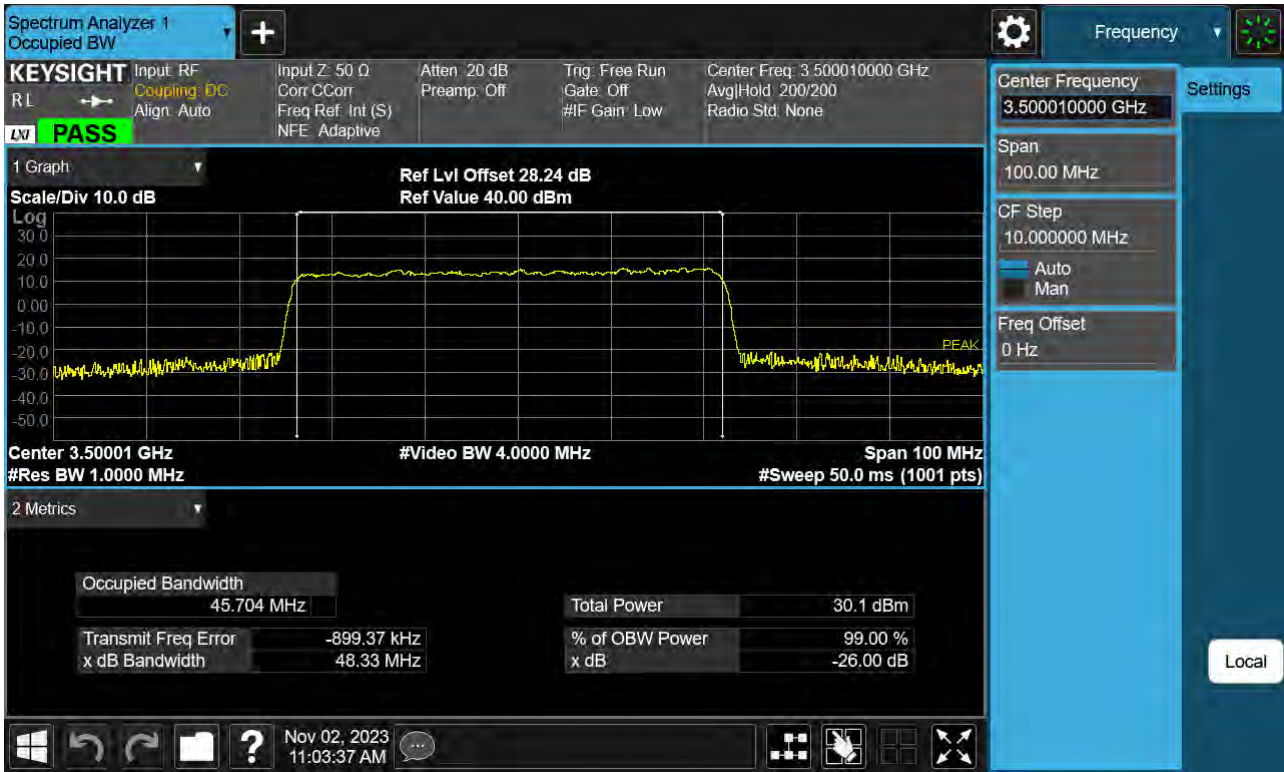 Spectrum Analyzer 1
Occupied BW
+
Frequency
KEYSIGHT
RL
LXI PASS
Input: RF
Coupling: DC
Align: Auto
Input Z: 50 Ω
Corr CCorr
Freq Ref: Int (S)
NFE: Adaptive
Atten: 20 dB
Preamp: Off
Trig: Free Run
Gate: Off
#IF Gain: Low
Center Freq: 3.500010000 GHz
Avg|Hold: 200/200
Radio Std: None
Center Frequency
3.500010000 GHz
Settings
Span
100.00 MHz
CF Step
10.000000 MHz
Auto
Man
Freq Offset
0 Hz
1 Graph
Ref Lvl Offset 28.24 dB
Scale/Div 10.0 dB
Ref Value 40.00 dBm
Log
30.0
20.0
10.0
0.00
-10.0
-20.0
-30.0
-40.0
-50.0
PEAK
Center 3.50001 GHz
#Video BW 4.0000 MHz
Span 100 MHz
#Res BW 1.0000 MHz
#Sweep 50.0 ms (1001 pts)
2 Metrics
Occupied Bandwidth
45.704 MHz
Total Power 30.1 dBm
Transmit Freq Error -899.37 kHz
% of OBW Power 99.00 %
x dB Bandwidth 48.33 MHz
x dB -26.00 dB
Local
?
Nov 02, 2023
11:03:37 AM